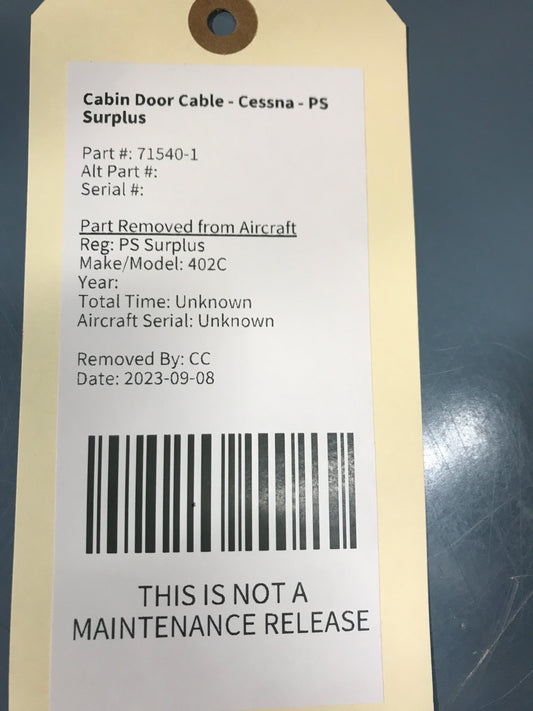 Cabin Door Cable - Cessna - PS
Surplus
Part #: 71540-1
Alt Part #:
Serial #:
Part Removed from Aircraft
Reg: PS Surplus
Make/Model: 402C
Year:
Total Time: Unknown
Aircraft Serial: Unknown
Removed By: CC
Date: 2023-09-08
THIS IS NOT A
MAINTENANCE RELEASE